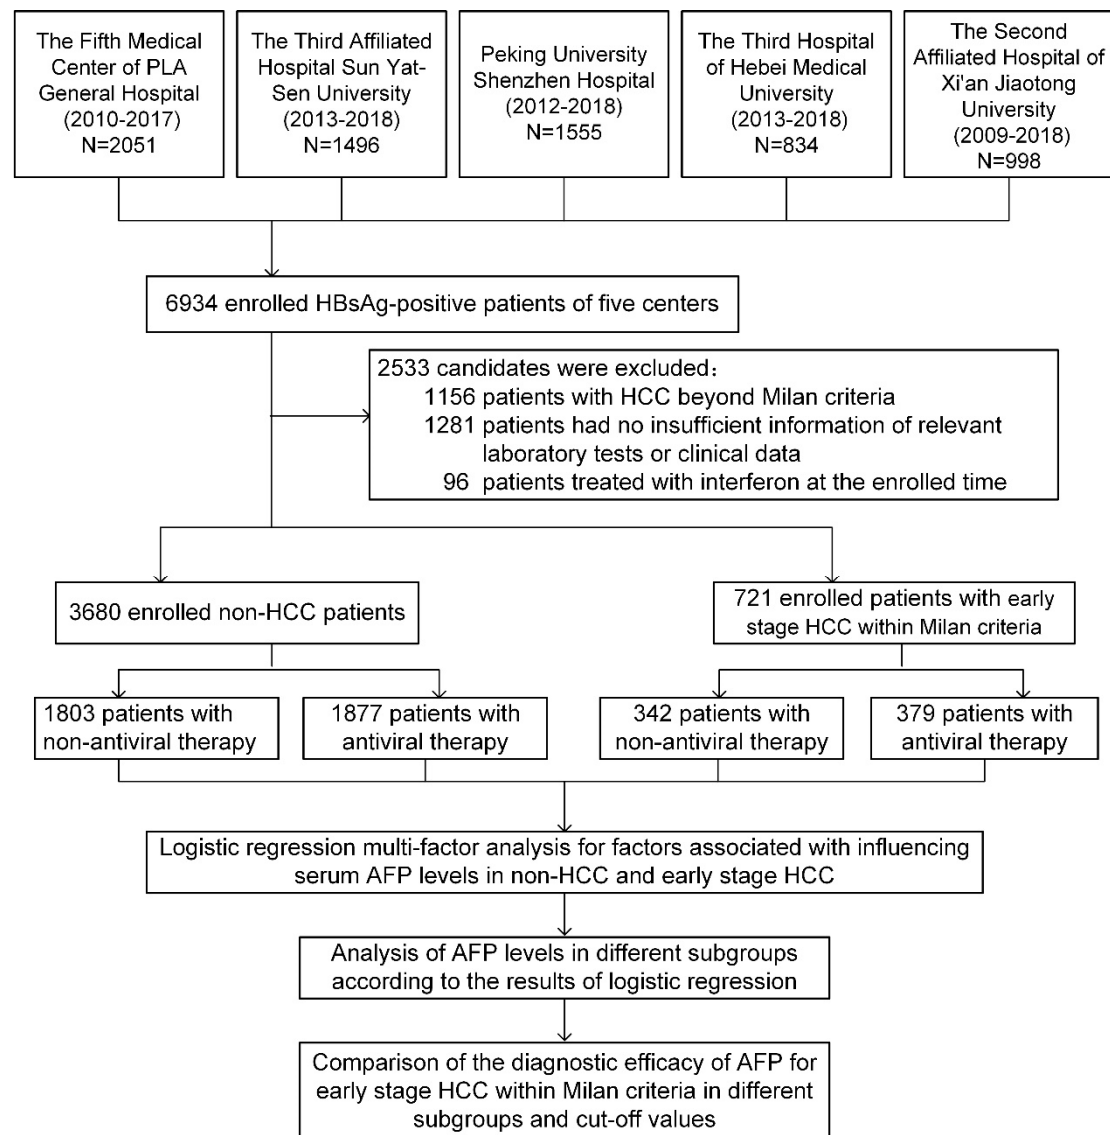 The Fifth Medical
Center of PLA
General Hospital
(2010-2017)
N=2051
The Third Affiliated
Hospital Sun Yat-
Sen University
(2013-2018)
N=1496
Peking University
Shenzhen Hospital
(2012-2018)
N=1555
The Third Hospital
of Hebei Medical
University
(2013-2018)
N=834
The Second
Affiliated Hospital of
Xi'an Jiaotong
University
(2009-2018)
N=998
6934 enrolled HBsAg-positive patients of five centers
2533 candidates were excluded：
1156 patients with HCC beyond Milan criteria
1281 patients had no insufficient information of relevant
laboratory tests or clinical data
96 patients treated with interferon at the enrolled time
3680 enrolled non-HCC patients
721 enrolled patients with early
stage HCC within Milan criteria
1803 patients with
non-antiviral therapy
1877 patients with
antiviral therapy
342 patients with
non-antiviral therapy
379 patients with
antiviral therapy
Logistic regression multi-factor analysis for factors associated with influencing
serum AFP levels in non-HCC and early stage HCC
Analysis of AFP levels in different subgroups
according to the results of logistic regression
Comparison of the diagnostic efficacy of AFP for
early stage HCC within Milan criteria in different
subgroups and cut-off values